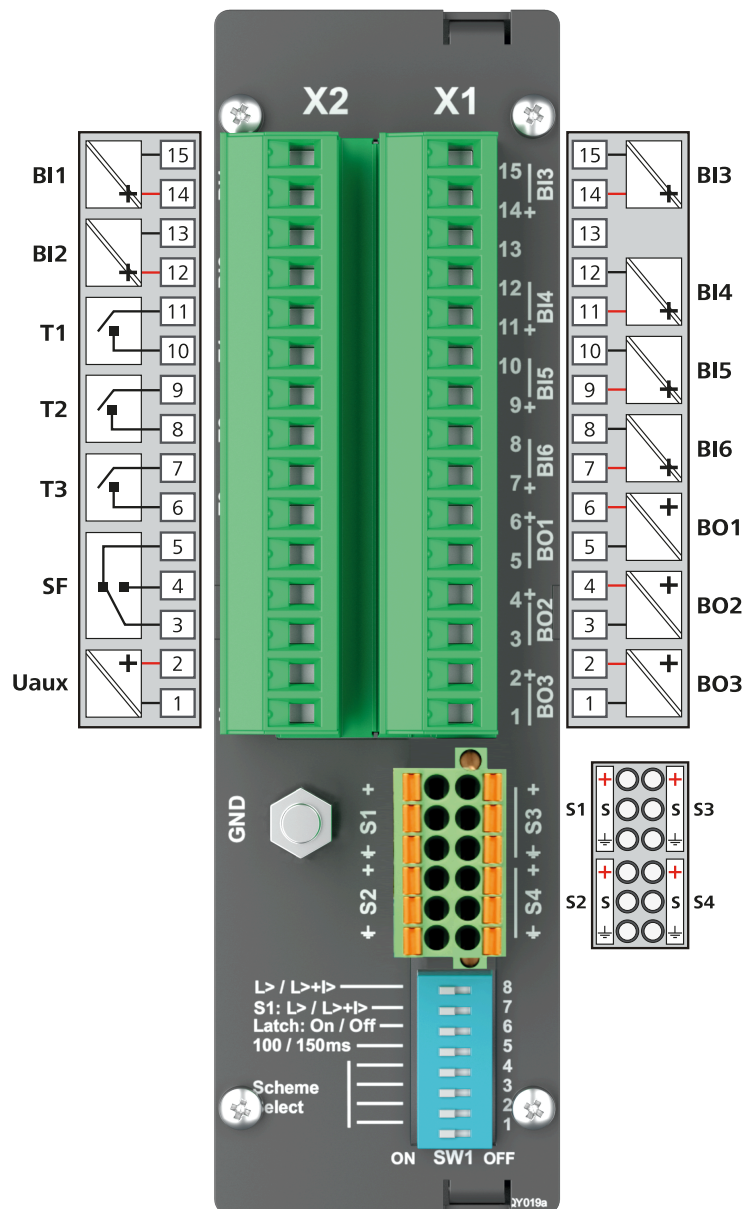 X2 X1
BI1
15
14
BI2
13
12
T1
11
10
T2
9
8
T3
7
6
SF
5
4
3
Uaux
+ 2
1
15
14+
BI3
13
12
11+
BI4
10
9+
BI5
8
7+
BI6
6+
5
BO1
4+
3
BO2
2+
1
BO3
15
14 +
BI3
13
12
11 +
BI4
10
9 +
BI5
8
7 +
BI6
6 +
5
BO1
4 +
3
BO2
2 +
1
BO3
GND
+ S1
+ S2
S3 +
S4 +
+ +
S1 S S S3
+ +
S2 S S S4
L> / L>+I> 8
S1: L> / L>+I> 7
Latch: On / Off 6
100 / 150ms 5
4
Scheme 3
Select 2
1
ON SW1 OFF
QY019a